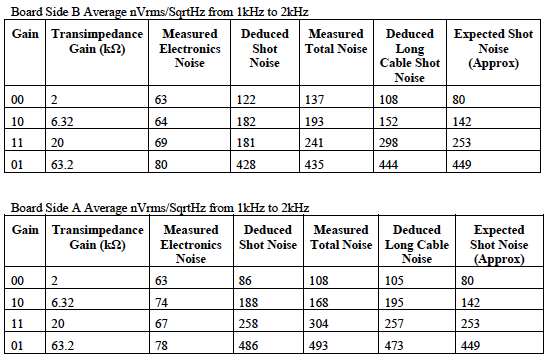 Board Side B Average nVrms/SqrtHz from 1kHz to 2kHz
Gain Transimpedance Gain (kΩ) Measured Electronics Noise Deduced Shot Noise Measured Total Noise Deduced Long Cable Shot Noise Expected Shot Noise (Approx)
00 2 63 122 137 108 80
10 6.32 64 182 193 152 142
11 20 69 181 241 298 253
01 63.2 80 428 435 444 449
Board Side A Average nVrms/SqrtHz from 1kHz to 2kHz
Gain Transimpedance Gain (kΩ) Measured Electronics Noise Deduced Shot Noise Measured Total Noise Deduced Long Cable Noise Expected Shot Noise (Approx)
00 2 63 86 108 105 80
10 6.32 74 188 168 195 142
11 20 67 258 304 257 253
01 63.2 78 486 493 473 449